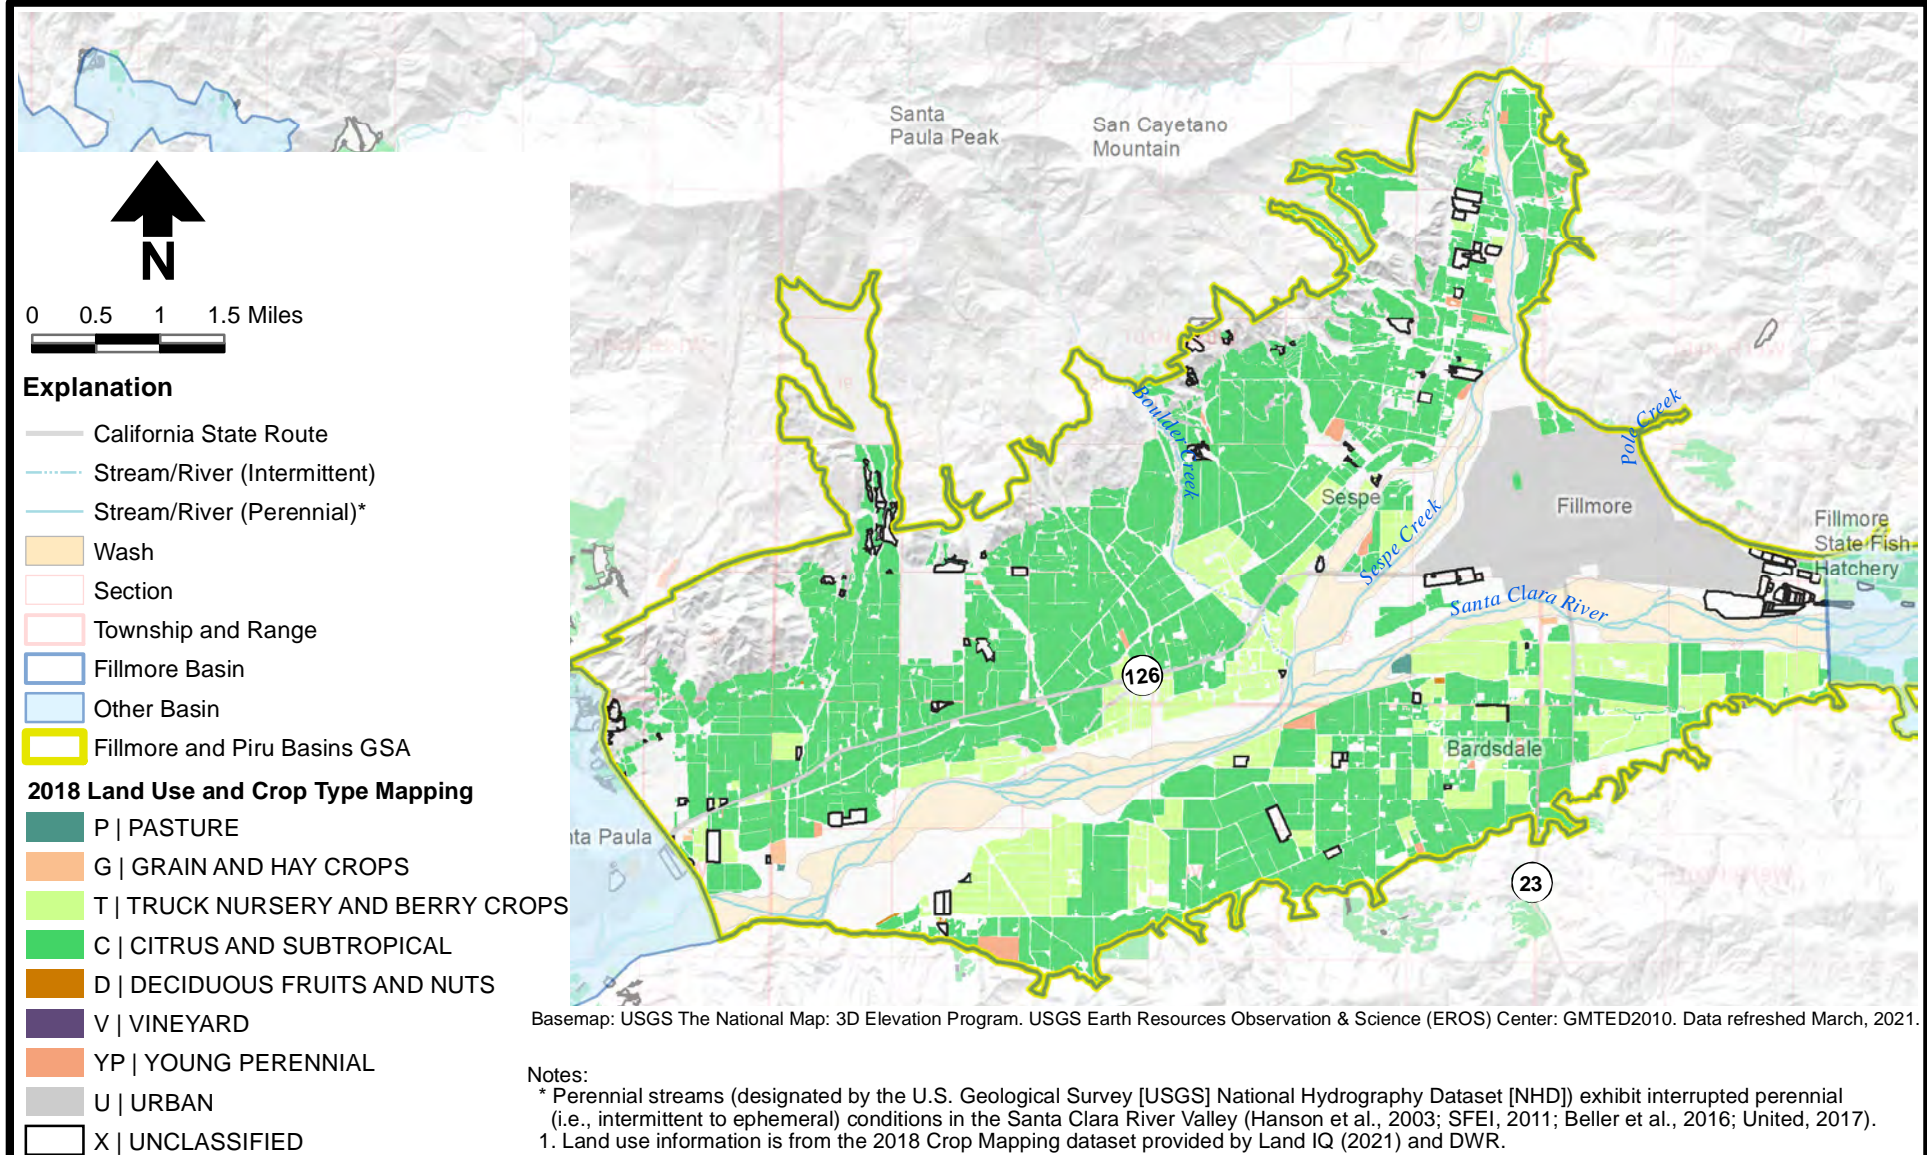 Santa
Paula Peak
San Cayetano
Mountain
N
0 0.5 1 1.5 Miles
Explanation
California State Route
Stream/River (Intermittent)
Stream/River (Perennial)*
Wash
Section
Township and Range
Fillmore Basin
Other Basin
Fillmore and Piru Basins GSA
2018 Land Use and Crop Type Mapping
P | PASTURE
G | GRAIN AND HAY CROPS
T | TRUCK NURSERY AND BERRY CROPS
C | CITRUS AND SUBTROPICAL
D | DECIDUOUS FRUITS AND NUTS
V | VINEYARD
YP | YOUNG PERENNIAL
U | URBAN
X | UNCLASSIFIED
Boulder Creek
Pole Creek
Sespe
Sespe Creek
Fillmore
Fillmore
State Fish
Hatchery
Santa Clara River
126
Bardsdale
nta Paula
23
Basemap: USGS The National Map: 3D Elevation Program. USGS Earth Resources Observation & Science (EROS) Center: GMTED2010. Data refreshed March, 2021.
Notes:
* Perennial streams (designated by the U.S. Geological Survey [USGS] National Hydrography Dataset [NHD]) exhibit interrupted perennial
(i.e., intermittent to ephemeral) conditions in the Santa Clara River Valley (Hanson et al., 2003; SFEI, 2011; Beller et al., 2016; United, 2017).
1. Land use information is from the 2018 Crop Mapping dataset provided by Land IQ (2021) and DWR.